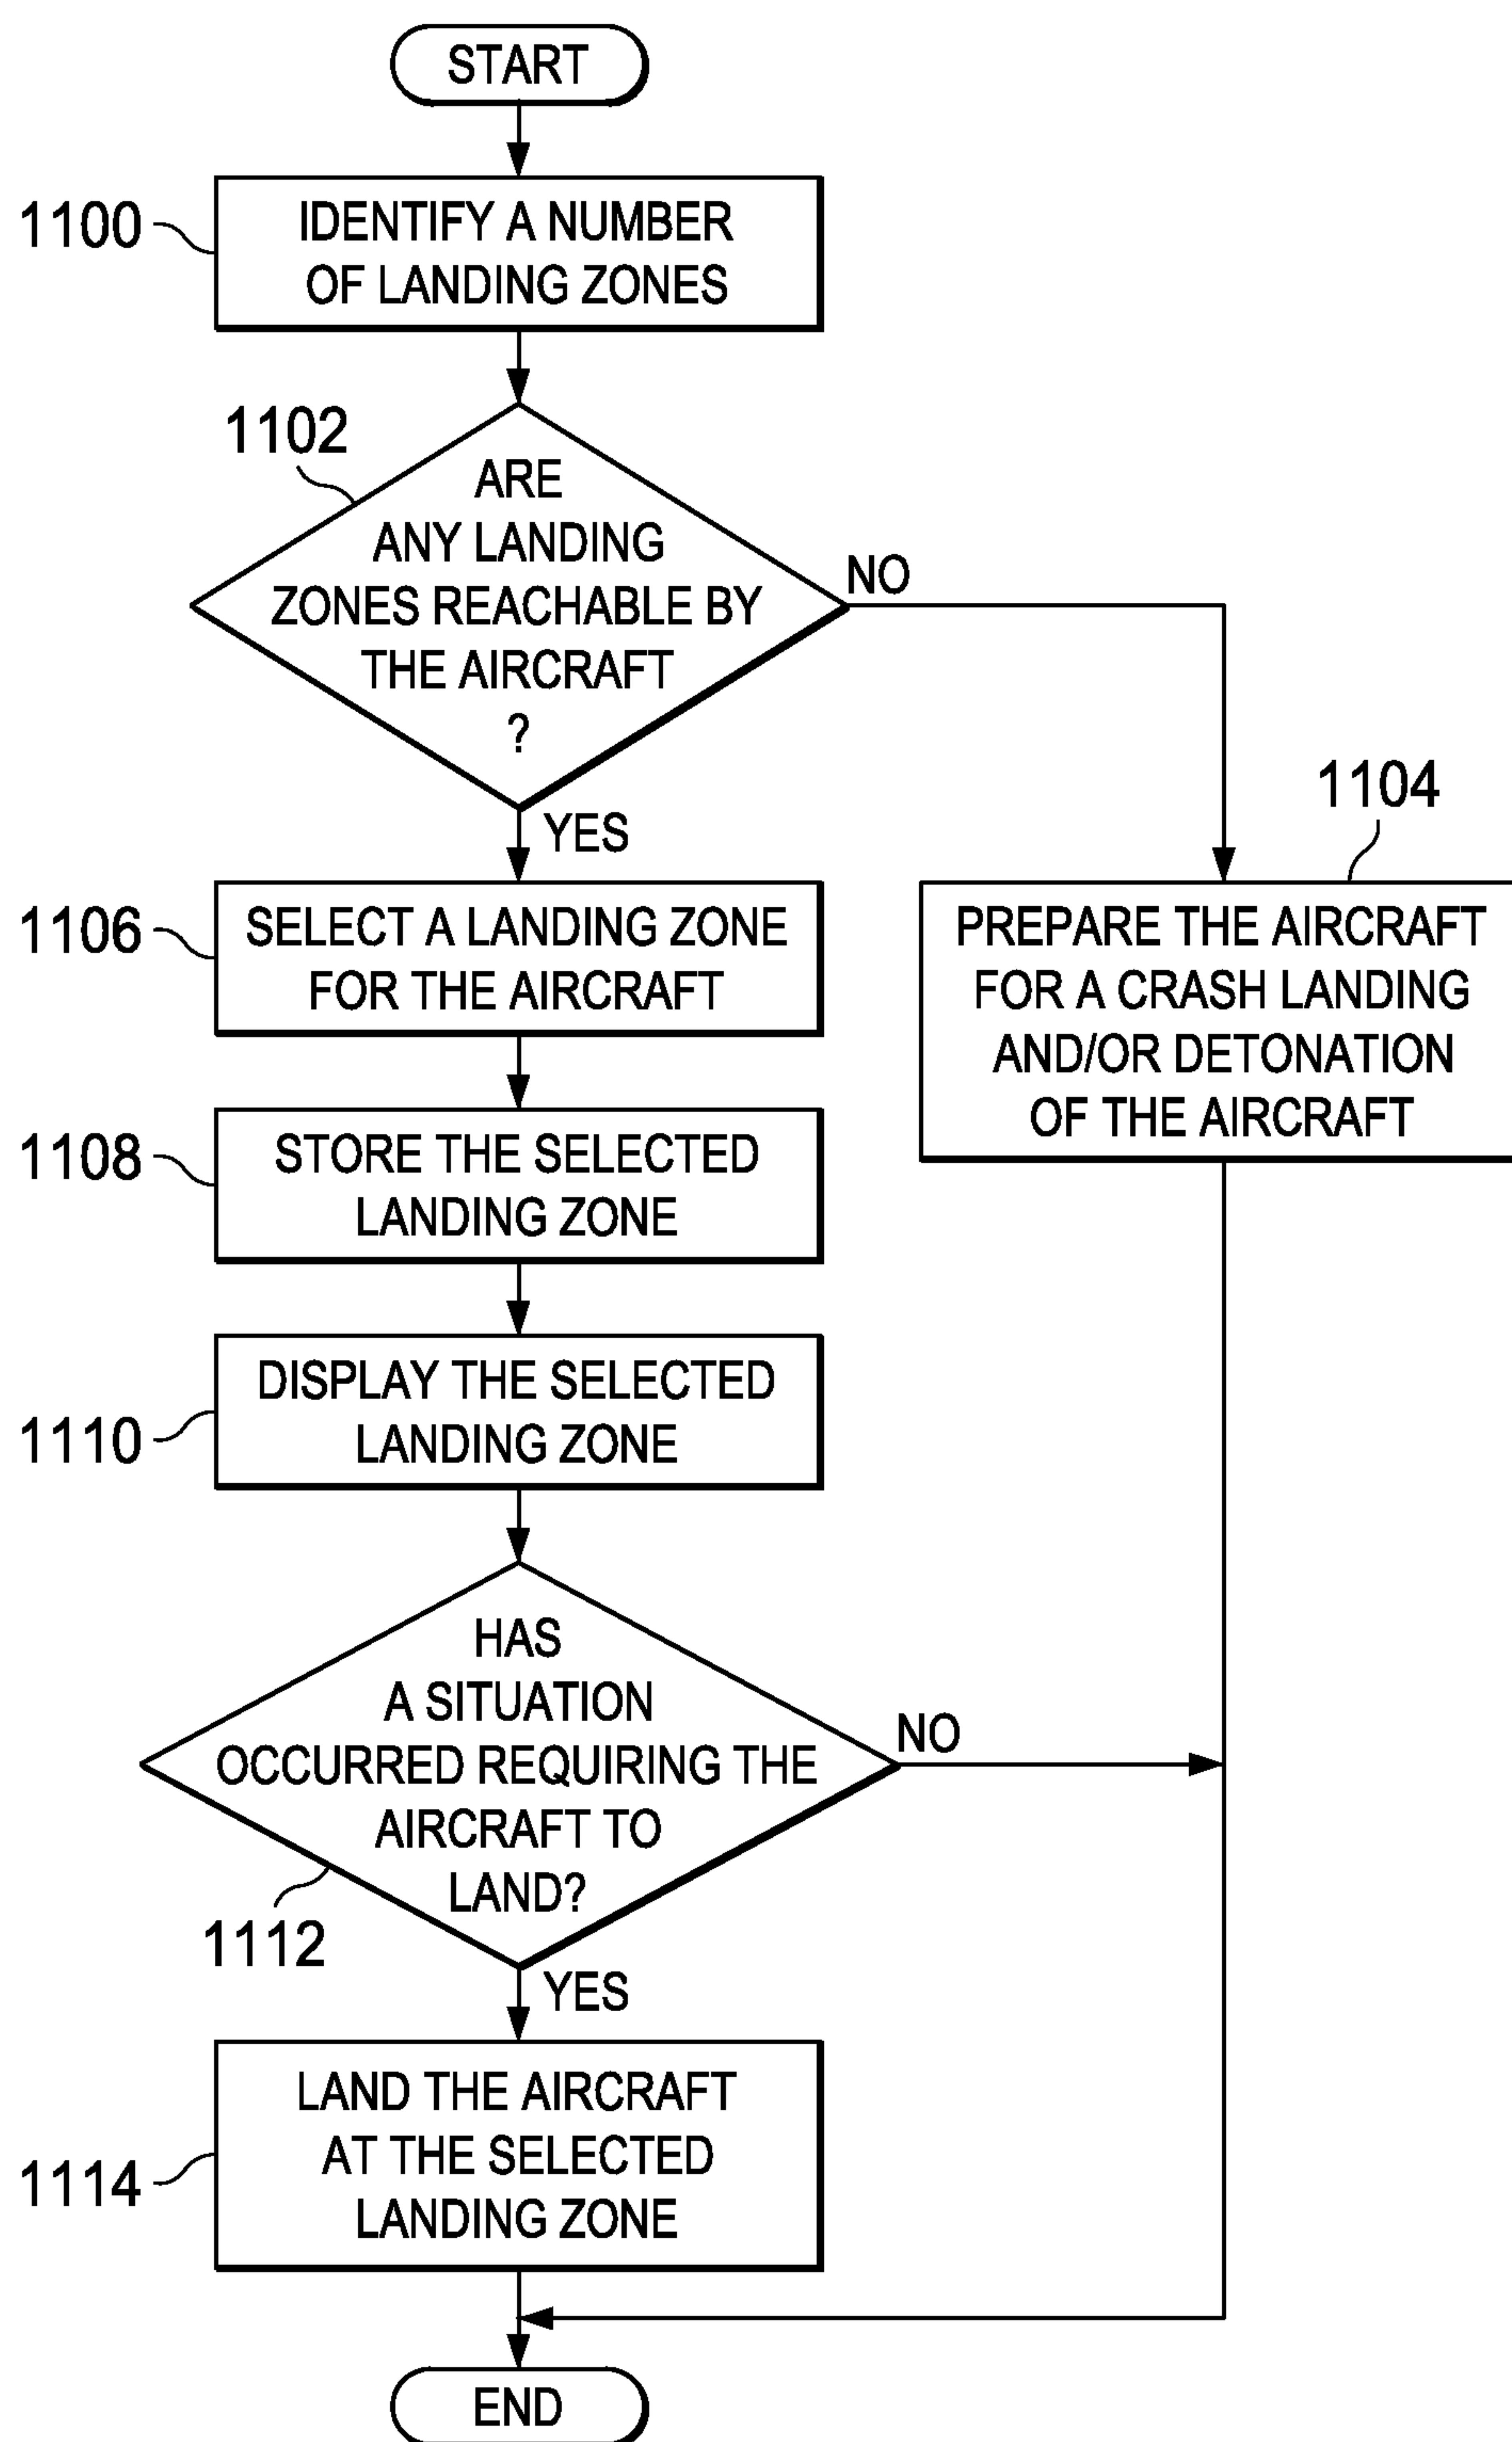 START
1100
IDENTIFY A NUMBER
OF LANDING ZONES
1102
ARE
ANY LANDING
ZONES REACHABLE BY
THE AIRCRAFT
?
NO
YES
1104
PREPARE THE AIRCRAFT
FOR A CRASH LANDING
AND/OR DETONATION
OF THE AIRCRAFT
1106
SELECT A LANDING ZONE
FOR THE AIRCRAFT
1108
STORE THE SELECTED
LANDING ZONE
1110
DISPLAY THE SELECTED
LANDING ZONE
HAS
A SITUATION
OCCURRED REQUIRING THE
AIRCRAFT TO
LAND?
NO
1112
YES
1114
LAND THE AIRCRAFT
AT THE SELECTED
LANDING ZONE
END